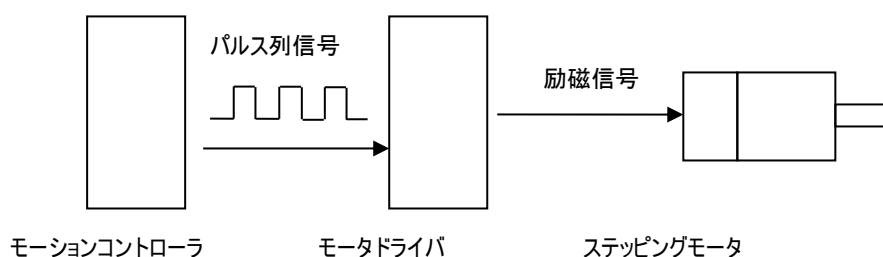 パルス列信号
励磁信号
モーションコントローラ
モータドライバ
ステッピングモータ